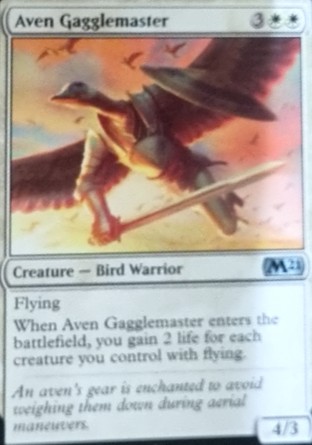 Aven Gagglemaster 3
Creature — Bird Warrior M21
Flying
When Aven Gagglemaster enters the
battlefield, you gain 2 life for each
creature you control with flying.
An aven's gear is enchanted to avoid
weighing them down during aerial
maneuvers.
4/3